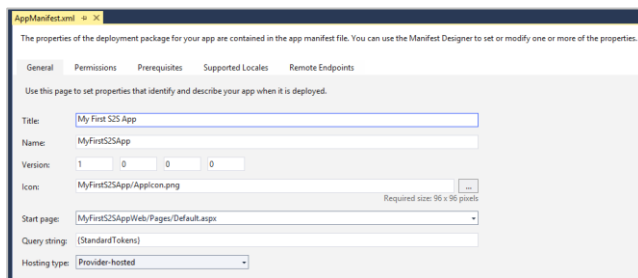 AppManifest.xml
The properties of the deployment package for your app are contained in the app manifest file. You can use the Manifest Designer to set or modify one or more of the properties.
General Permissions Prerequisites Supported Locales Remote Endpoints
Use this page to set properties that identify and describe your app when it is deployed.
Title: My First S2S App
Name: MyFirstS2SApp
Version: 1 0 0 0
Icon: MyFirstS2SApp/AppIcon.png ...
Required size: 96 x 96 pixels
Start page: MyFirstS2SAppWeb/Pages/Default.aspx
Query string: {StandardTokens}
Hosting type: Provider-hosted